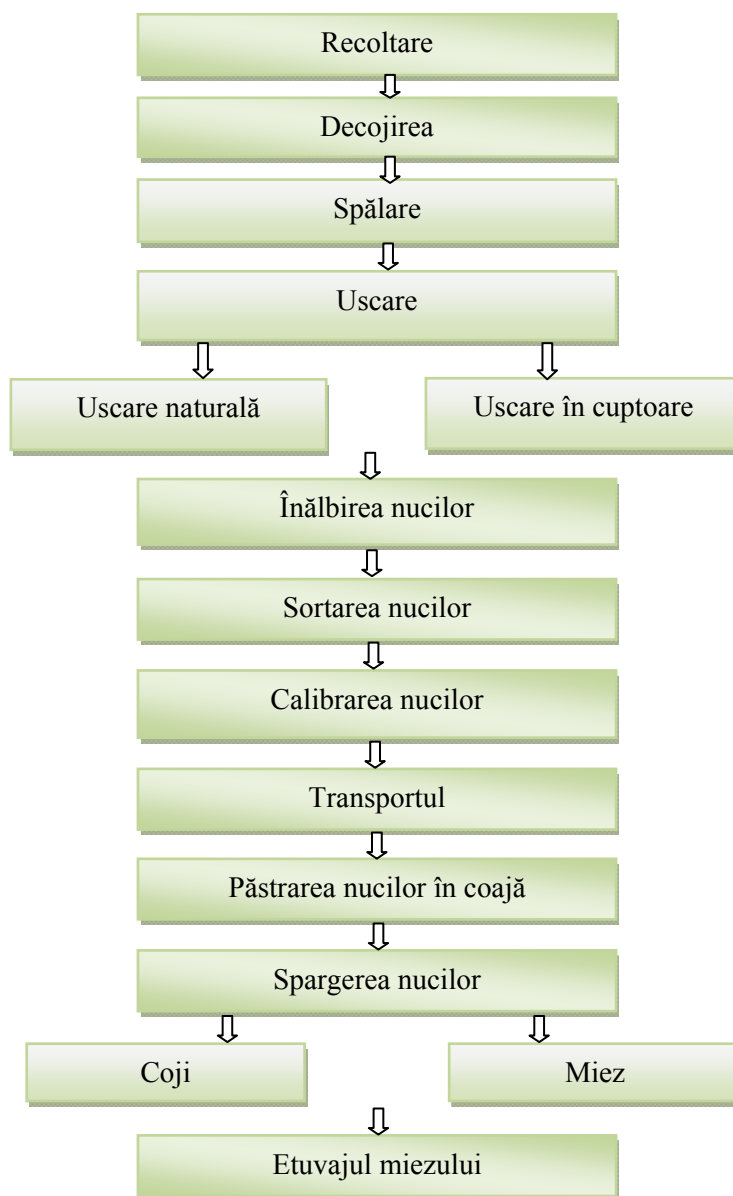 Recoltare
Decojirea
Spălare
Uscare
Uscare naturală
Uscare în cuptoare
Înălbirea nucilor
Sortarea nucilor
Calibrarea nucilor
Transportul
Păstrarea nucilor în coajă
Spargerea nucilor
Coji
Miez
Etuvajul miezului